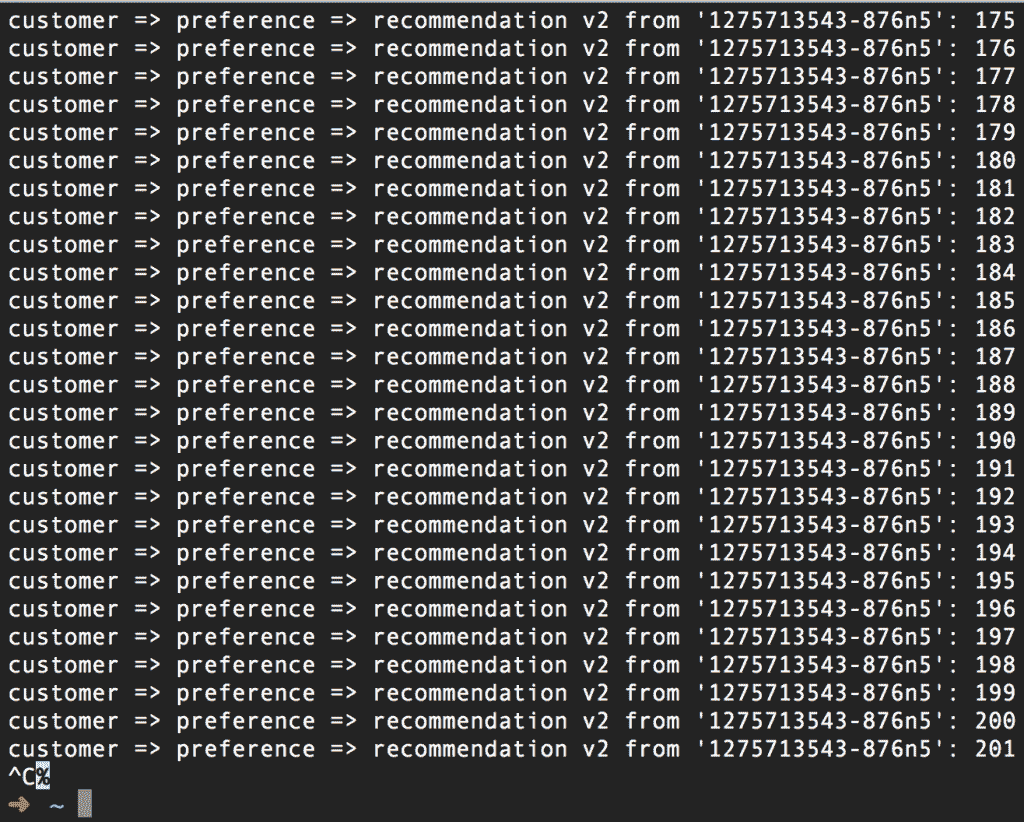 customer => preference => recommendation v2 from '1275713543-876n5': 175
customer => preference => recommendation v2 from '1275713543-876n5': 176
customer => preference => recommendation v2 from '1275713543-876n5': 177
customer => preference => recommendation v2 from '1275713543-876n5': 178
customer => preference => recommendation v2 from '1275713543-876n5': 179
customer => preference => recommendation v2 from '1275713543-876n5': 180
customer => preference => recommendation v2 from '1275713543-876n5': 181
customer => preference => recommendation v2 from '1275713543-876n5': 182
customer => preference => recommendation v2 from '1275713543-876n5': 183
customer => preference => recommendation v2 from '1275713543-876n5': 184
customer => preference => recommendation v2 from '1275713543-876n5': 185
customer => preference => recommendation v2 from '1275713543-876n5': 186
customer => preference => recommendation v2 from '1275713543-876n5': 187
customer => preference => recommendation v2 from '1275713543-876n5': 188
customer => preference => recommendation v2 from '1275713543-876n5': 189
customer => preference => recommendation v2 from '1275713543-876n5': 190
customer => preference => recommendation v2 from '1275713543-876n5': 191
customer => preference => recommendation v2 from '1275713543-876n5': 192
customer => preference => recommendation v2 from '1275713543-876n5': 193
customer => preference => recommendation v2 from '1275713543-876n5': 194
customer => preference => recommendation v2 from '1275713543-876n5': 195
customer => preference => recommendation v2 from '1275713543-876n5': 196
customer => preference => recommendation v2 from '1275713543-876n5': 197
customer => preference => recommendation v2 from '1275713543-876n5': 198
customer => preference => recommendation v2 from '1275713543-876n5': 199
customer => preference => recommendation v2 from '1275713543-876n5': 200
customer => preference => recommendation v2 from '1275713543-876n5': 201
^C%
➜ ~